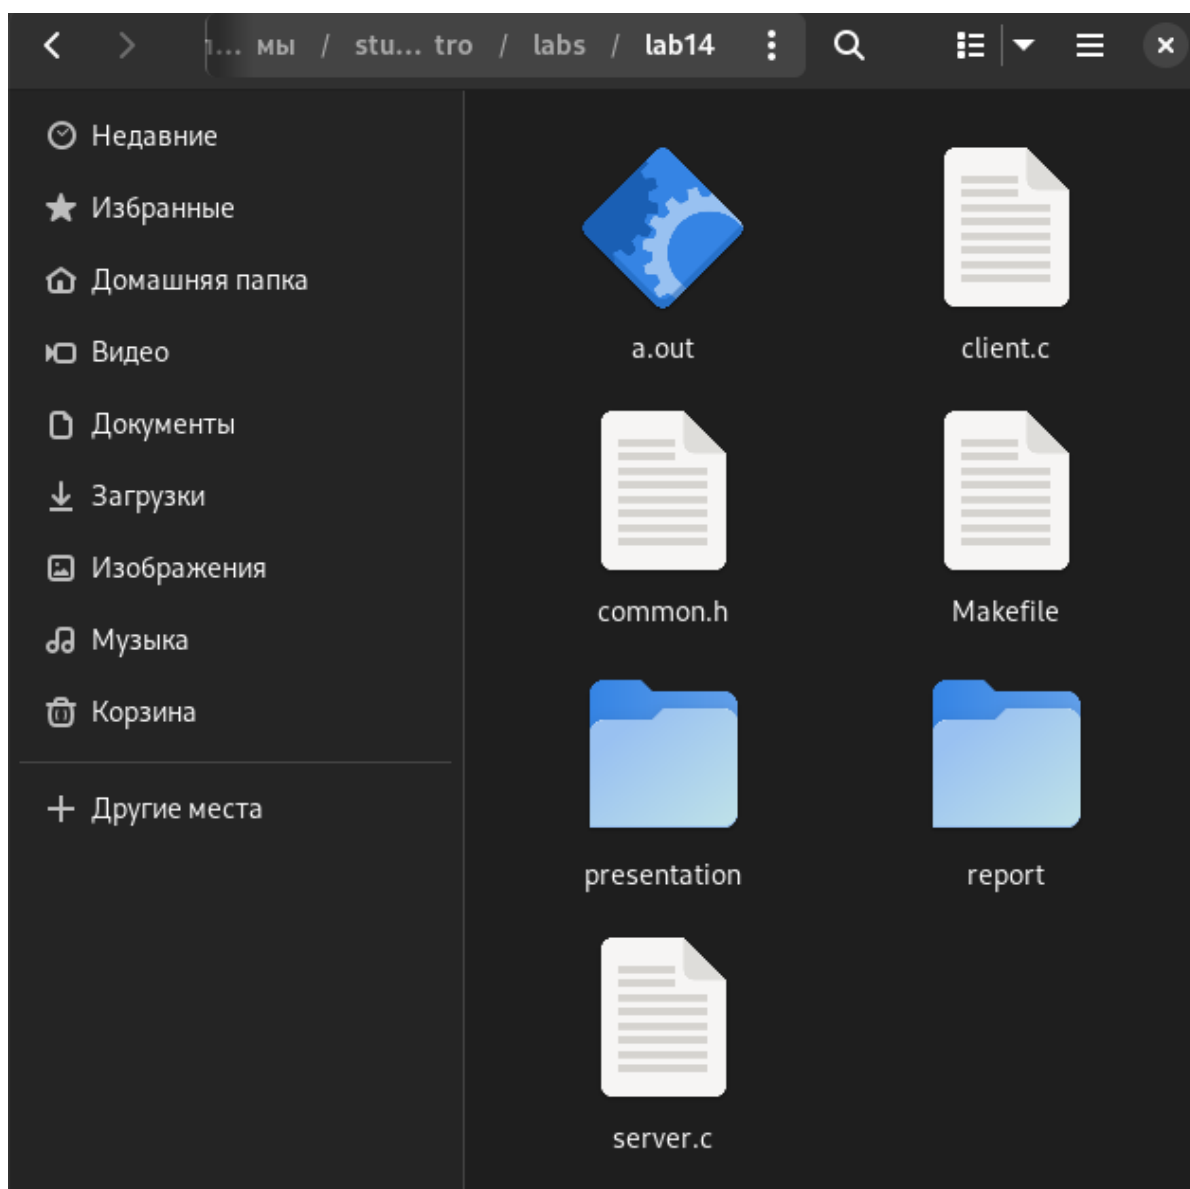 мы / stu... tro / labs / lab14
Недавние
Избранные
Домашняя папка
Видео
Документы
Загрузки
Изображения
Музыка
Корзина
Другие места
a.out
client.c
common.h
Makefile
presentation
report
server.c